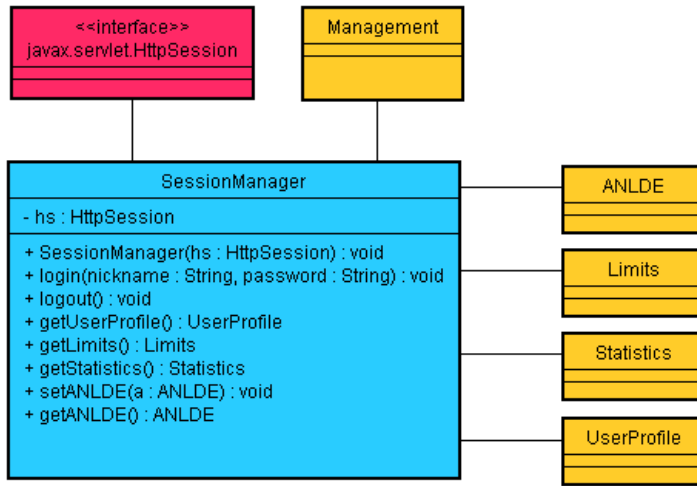 <<interface>>
javax.servlet.HttpSession
Management
SessionManager
- hs : HttpSession
+ SessionManager(hs : HttpSession) : void
+ login(nickname : String, password : String) : void
+ logout() : void
+ getUserProfile() : UserProfile
+ getLimits() : Limits
+ getStatistics() : Statistics
+ setANLDE(a : ANLDE) : void
+ getANLDE() : ANLDE
ANLDE
Limits
Statistics
UserProfile